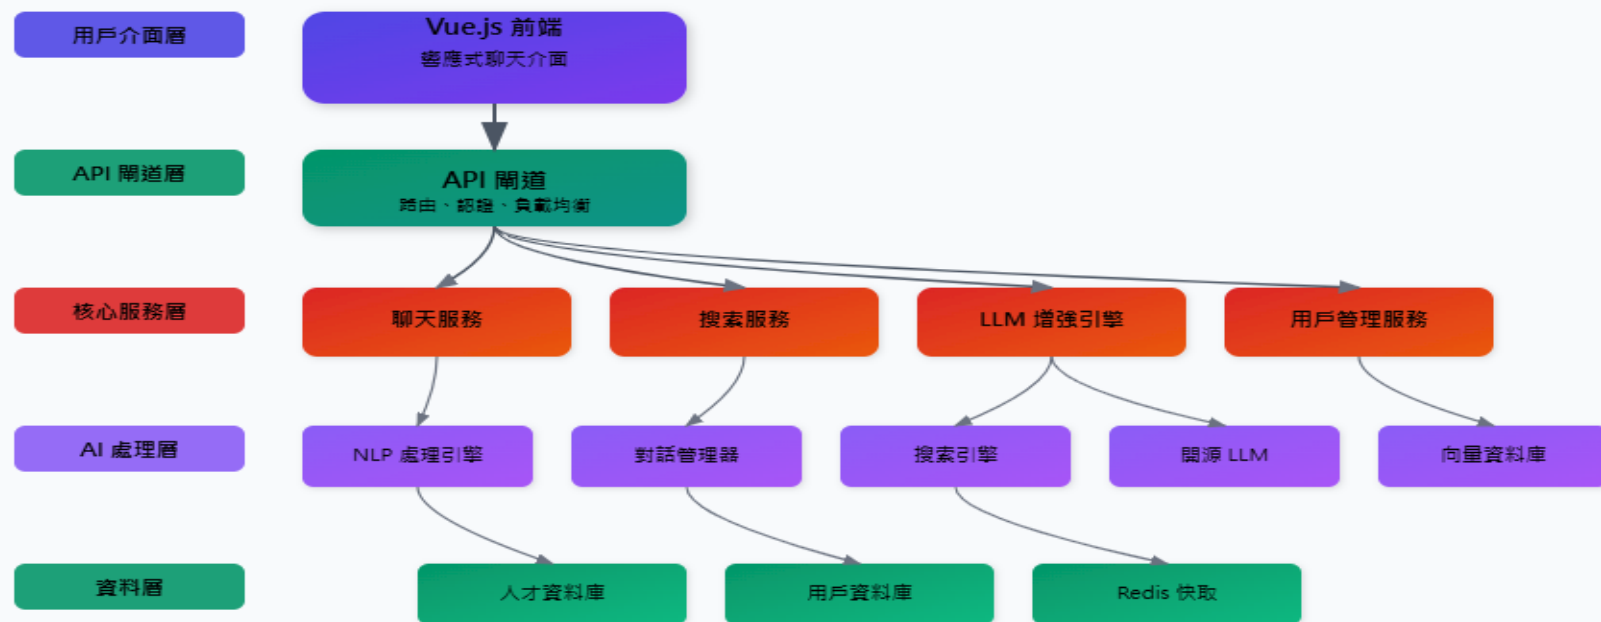 用戶介面層
Vue.js 前端
響應式聊天介面
API 閘道層
API 閘道
路由、認證、負載均衡
核心服務層
聊天服務
搜索服務
LLM 增強引擎
用戶管理服務
AI 處理層
NLP 處理引擎
對話管理器
搜索引擎
開源 LLM
向量資料庫
資料層
人才資料庫
用戶資料庫
Redis 快取